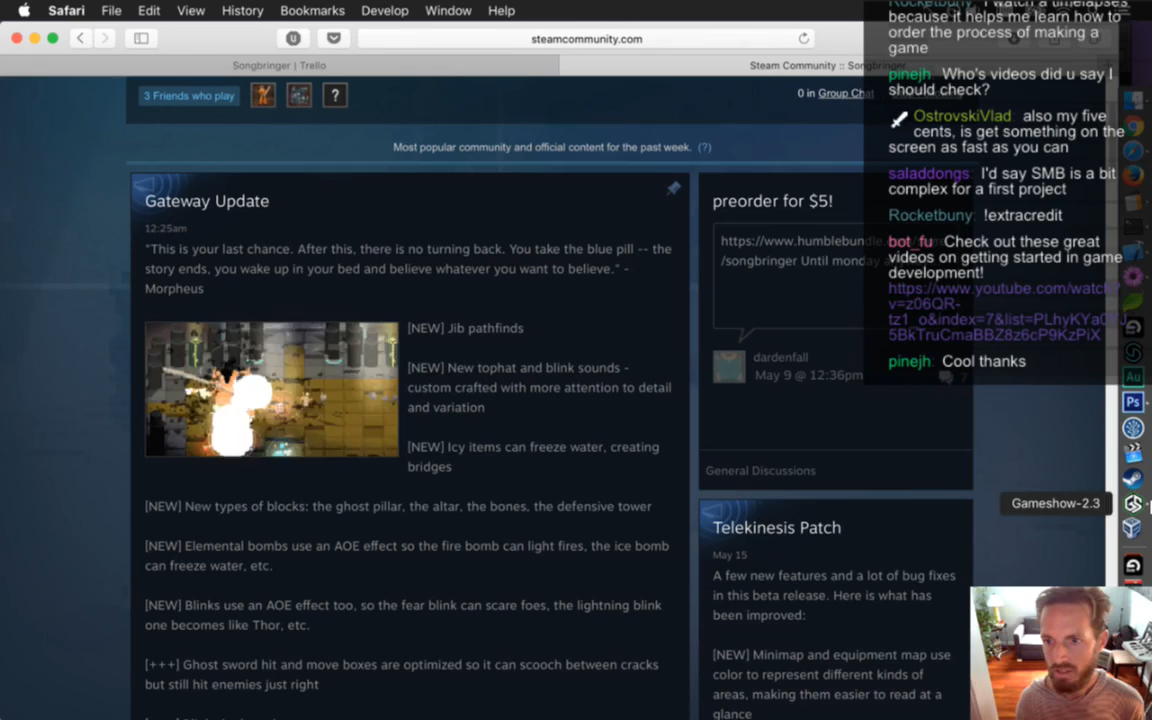 Safari File Edit View History Bookmarks Develop Window Help
steamcommunity.com
Songbringer | Trello
Steam Community :: Songbringer
3 Friends who play
?
0 in Group Chat
Most popular community and official content for the past week. (?)
Gateway Update
12:25am
"This is your last chance. After this, there is no turning back. You take the blue pill -- the
story ends, you wake up in your bed and believe whatever you want to believe." -
Morpheus
[NEW] Jib pathfinds
[NEW] New tophat and blink sounds -
custom crafted with more attention to detail
and variation
[NEW] Icy items can freeze water, creating
bridges
[NEW] New types of blocks: the ghost pillar, the altar, the bones, the defensive tower
[NEW] Elemental bombs use an AOE effect so the fire bomb can light fires, the ice bomb
can freeze water, etc.
[NEW] Blinks use an AOE effect too, so the fear blink can scare foes, the lightning blink
one becomes like Thor, etc.
[+++] Ghost sword hit and move boxes are optimized so it can scooch between cracks
but still hit enemies just right
preorder for $5!
https://www.humblebundle.
/songbringer Until monday
dardenfall
May 9 @ 12:36pm
General Discussions
Telekinesis Patch
May 15
A few new features and a lot of bug fixes
in this beta release. Here is what has
been improved:
[NEW] Minimap and equipment map use
color to represent different kinds of
areas, making them easier to read at a
glance
Rocketbuny: I watch a timelapses
because it helps me learn how to
order the process of making a
game
pinejh: Who's videos did u say I
should check?
OstrovskiVlad: also my five
cents, is get something on the
screen as fast as you can
saladdongs: I'd say SMB is a bit
complex for a first project
Rocketbuny: !extracredit
bot_fu: Check out these great
videos on getting started in game
development!
https://www.youtube.com/watch?
v=z06QR-
5BkTruCmaBBZ8z6cP9KzPiX
pinejh: Cool thanks
Au
Ps
Gameshow-2.3